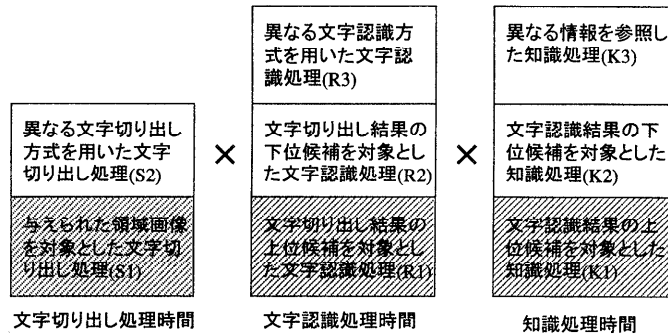 異なる文字切り出し
方式を用いた文字
切り出し処理(S2)
与えられた領域画像
を対象とした文字切
り出し処理(S1)
文字切り出し処理時間
×
異なる文字認識方
式を用いた文字認
識処理(R3)
文字切り出し結果の
下位候補を対象とし
た文字認識処理(R2)
文字切り出し結果の
上位候補を対象とし
た文字認識処理(R1)
文字認識処理時間
×
異なる情報を参照し
た知識処理(K3)
文字認識結果の下
位候補を対象とした
知識処理(K2)
文字認識結果の上
位候補を対象とした
知識処理(K1)
知識処理時間